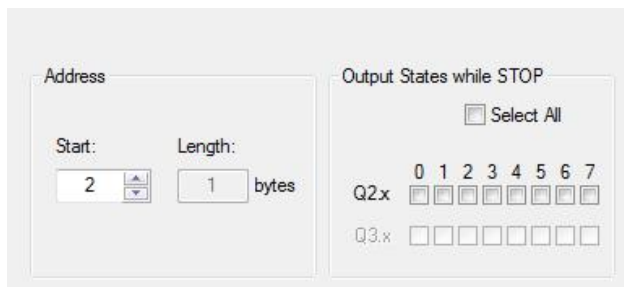 Address
Start:
Length:
2
1
bytes
Output States while STOP
Select All
0 1 2 3 4 5 6 7
Q2.x
Q3.x